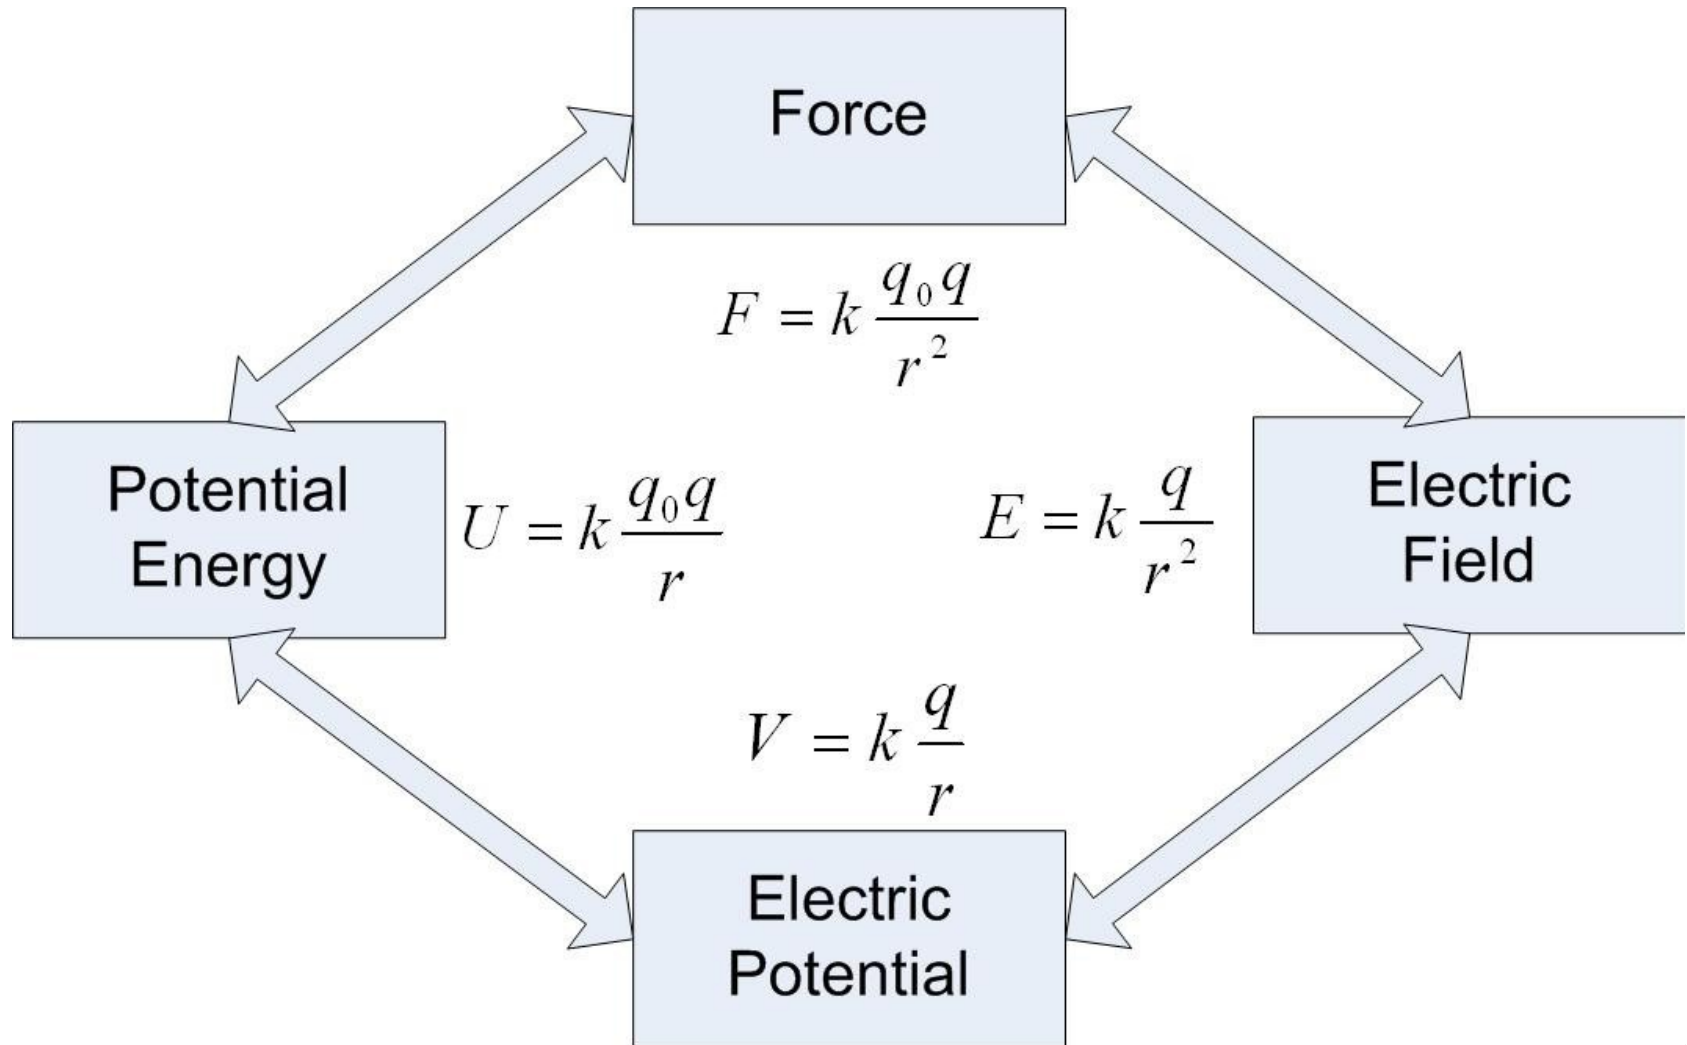 Force
F = k q₀q / r²
Potential
Energy
U = k q₀q / r
E = k q / r²
Electric
Field
V = k q / r
Electric
Potential